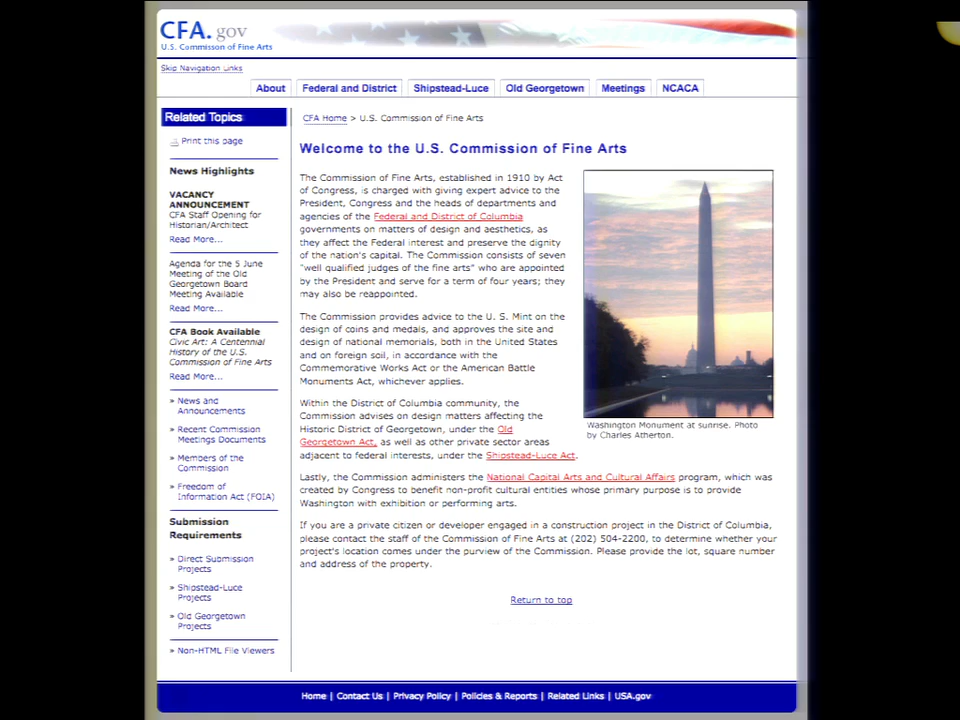 CFA. gov
U.S. Commisson of Fine Arts
Skip Navigation Links
About
Federal and District
Shipstead-Luce
Old Georgetown
Meetings
NCACA
Related Topics
Print this page
News Highlights
VACANCY
ANNOUNCEMENT
CFA Staff Opening for
Historian/Architect
Read More...
Agenda for the 5 June
Meeting of the Old
Georgetown Board
Meeting Available
Read More...
CFA Book Available
Civic Art: A Centennial
History of the U.S.
Commission of Fine Arts
Read More...
» News and
Announcements
» Recent Commission
Meetings Documents
» Members of the
Commission
» Freedom of
Information Act (FOIA)
Submission
Requirements
» Direct Submission
Projects
» Shipstead-Luce
Projects
» Old Georgetown
Projects
» Non-HTML File Viewers
CFA Home > U.S. Commission of Fine Arts
Welcome to the U.S. Commission of Fine Arts
The Commission of Fine Arts, established in 1910 by Act
of Congress, is charged with giving expert advice to the
President, Congress and the heads of departments and
agencies of the Federal and District of Columbia
governments on matters of design and aesthetics, as
they affect the Federal interest and preserve the dignity
of the nation's capital. The Commission consists of seven
"well qualified judges of the fine arts" who are appointed
by the President and serve for a term of four years; they
may also be reappointed.
The Commission provides advice to the U. S. Mint on the
design of coins and medals, and approves the site and
design of national memorials, both in the United States
and on foreign soil, in accordance with the
Commemorative Works Act or the American Battle
Monuments Act, whichever applies.
Within the District of Columbia community, the
Commission advises on design matters affecting the
Historic District of Georgetown, under the Old
Georgetown Act, as well as other private sector areas
adjacent to federal interests, under the Shipstead-Luce Act.
Washington Monument at sunrise. Photo
by Charles Atherton.
Lastly, the Commission administers the National Capital Arts and Cultural Affairs program, which was
created by Congress to benefit non-profit cultural entities whose primary purpose is to provide
Washington with exhibition or performing arts.
If you are a private citizen or developer engaged in a construction project in the District of Columbia,
please contact the staff of the Commission of Fine Arts at (202) 504-2200, to determine whether your
project's location comes under the purview of the Commission. Please provide the lot, square number
and address of the property.
Return to top
Home | Contact Us | Privacy Policy | Policies & Reports | Related Links | USA.gov